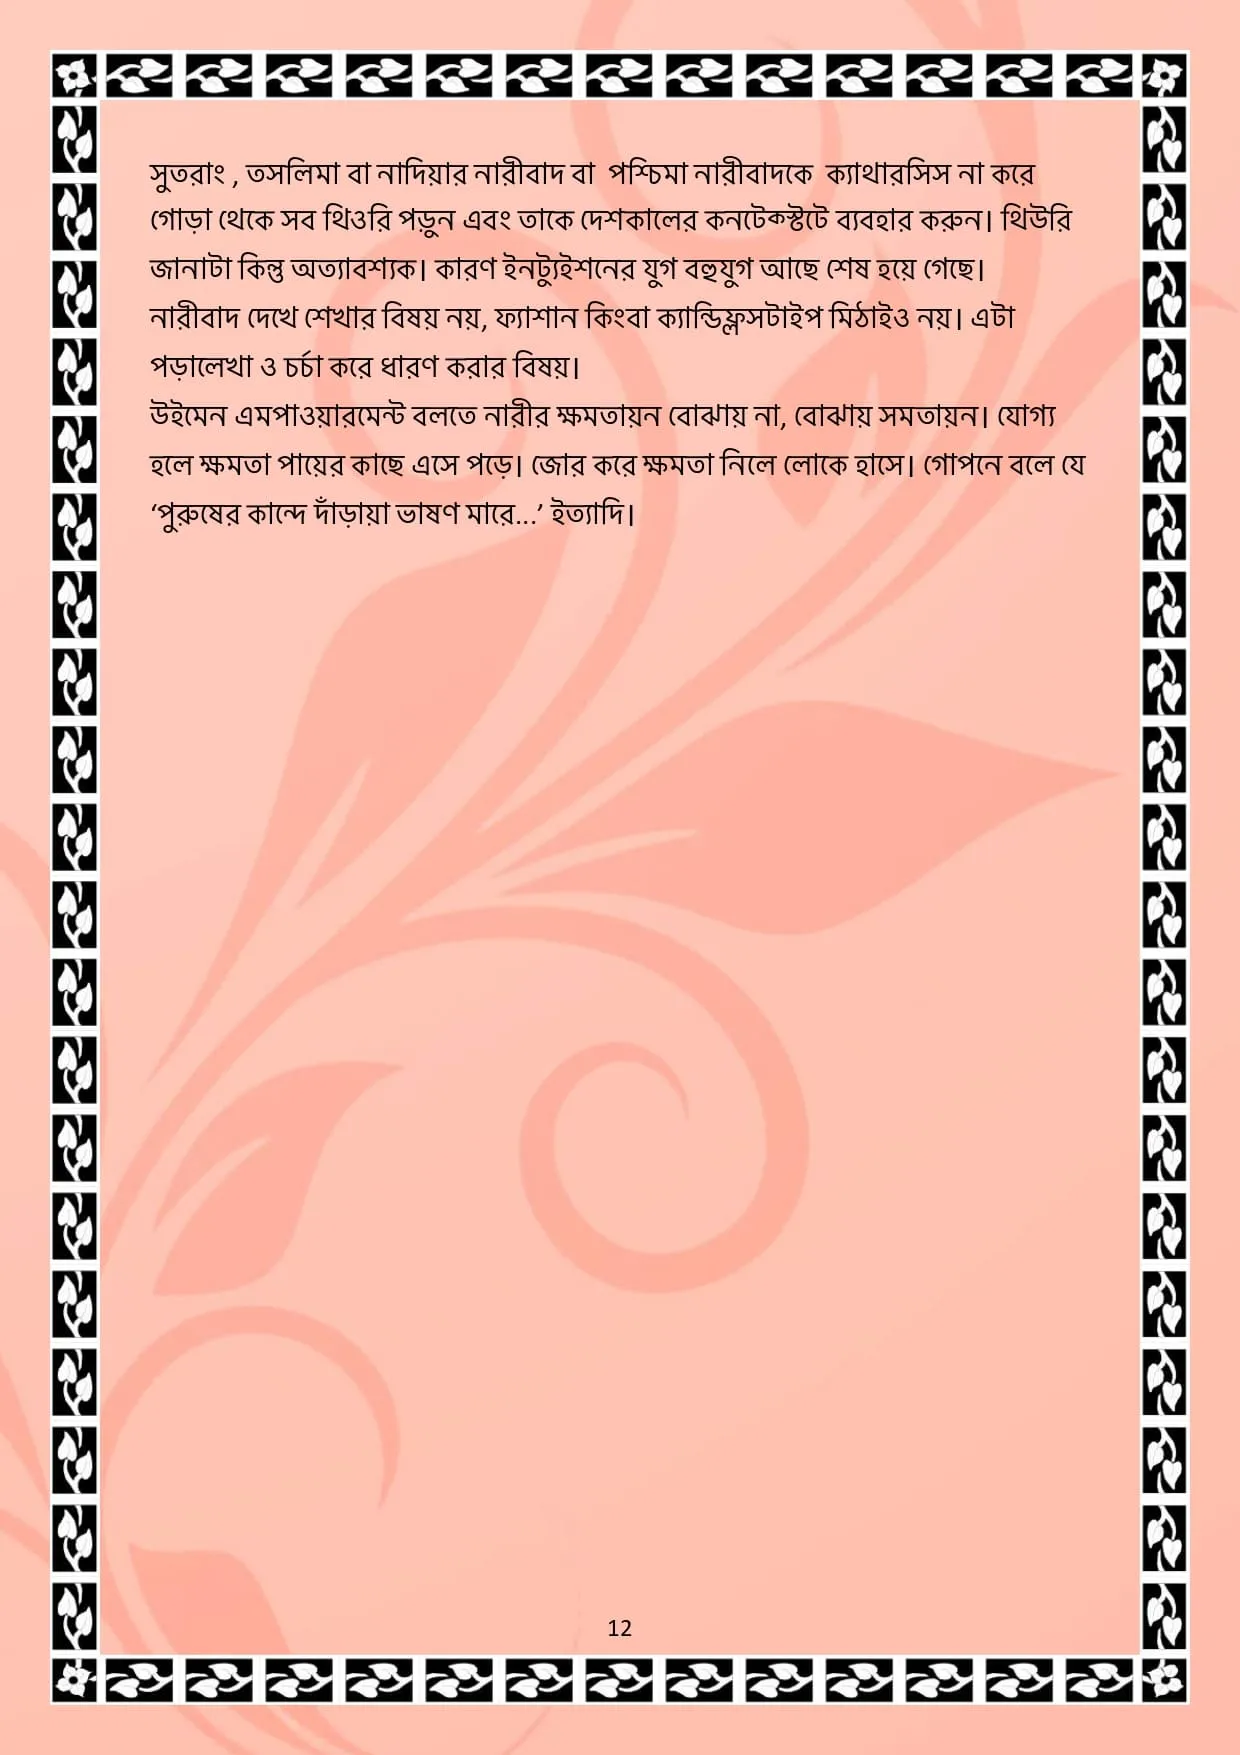 সুতরাং , তসলিমা বা নাদিয়ার নারীবাদ বা  পশ্চিমা নারীবাদকে  ক্যাথারসিস না করে
গোড়া থেকে সব থিওরি পড়ুন এবং তাকে দেশকালের কনটেক্স্টটে ব্যবহার করুন। থিউরি
জানাটা কিন্তু অত্যাবশ্যক। কারণ ইনট্যুইশনের যুগ বহুযুগ আছে শেষ হয়ে গেছে।
নারীবাদ দেখে শেখার বিষয় নয়, ফ্যাশান কিংবা ক্যান্ডিফ্লসটাইপ মিঠাইও নয়। এটা
পড়ালেখা ও চর্চা করে ধারণ করার বিষয়।
উইমেন এমপাওয়ারমেন্ট বলতে নারীর ক্ষমতায়ন বোঝায় না, বোঝায় সমতায়ন। যোগ্য
হলে ক্ষমতা পায়ের কাছে এসে পড়ে। জোর করে ক্ষমতা নিলে লোকে হাসে। গোপনে বলে যে
‘পুরুষের কান্দে দাঁড়ায়া ভাষণ মারে...’ ইত্যাদি।
12